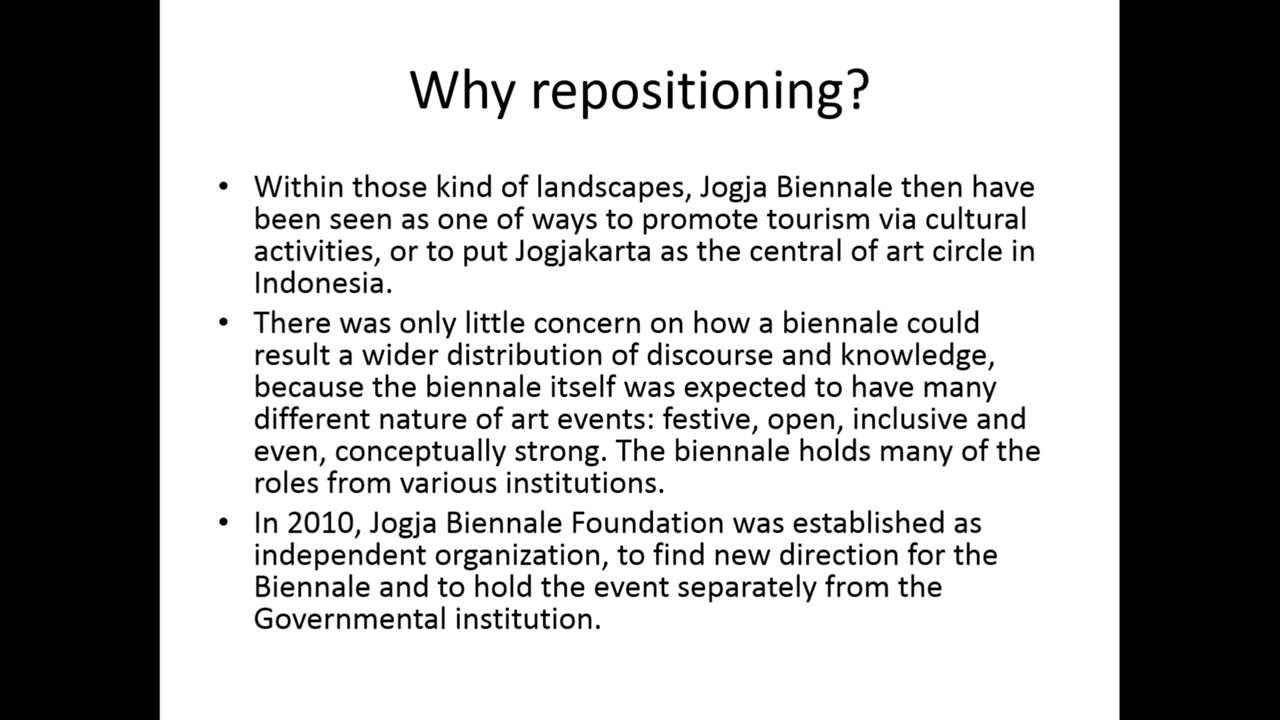 Why repositioning?
• Within those kind of landscapes, Jogja Biennale then have
been seen as one of ways to promote tourism via cultural
activities, or to put Jogjakarta as the central of art circle in
Indonesia.
• There was only little concern on how a biennale could
result a wider distribution of discourse and knowledge,
because the biennale itself was expected to have many
different nature of art events: festive, open, inclusive and
even, conceptually strong. The biennale holds many of the
roles from various institutions.
• In 2010, Jogja Biennale Foundation was established as
independent organization, to find new direction for the
Biennale and to hold the event separately from the
Governmental institution.